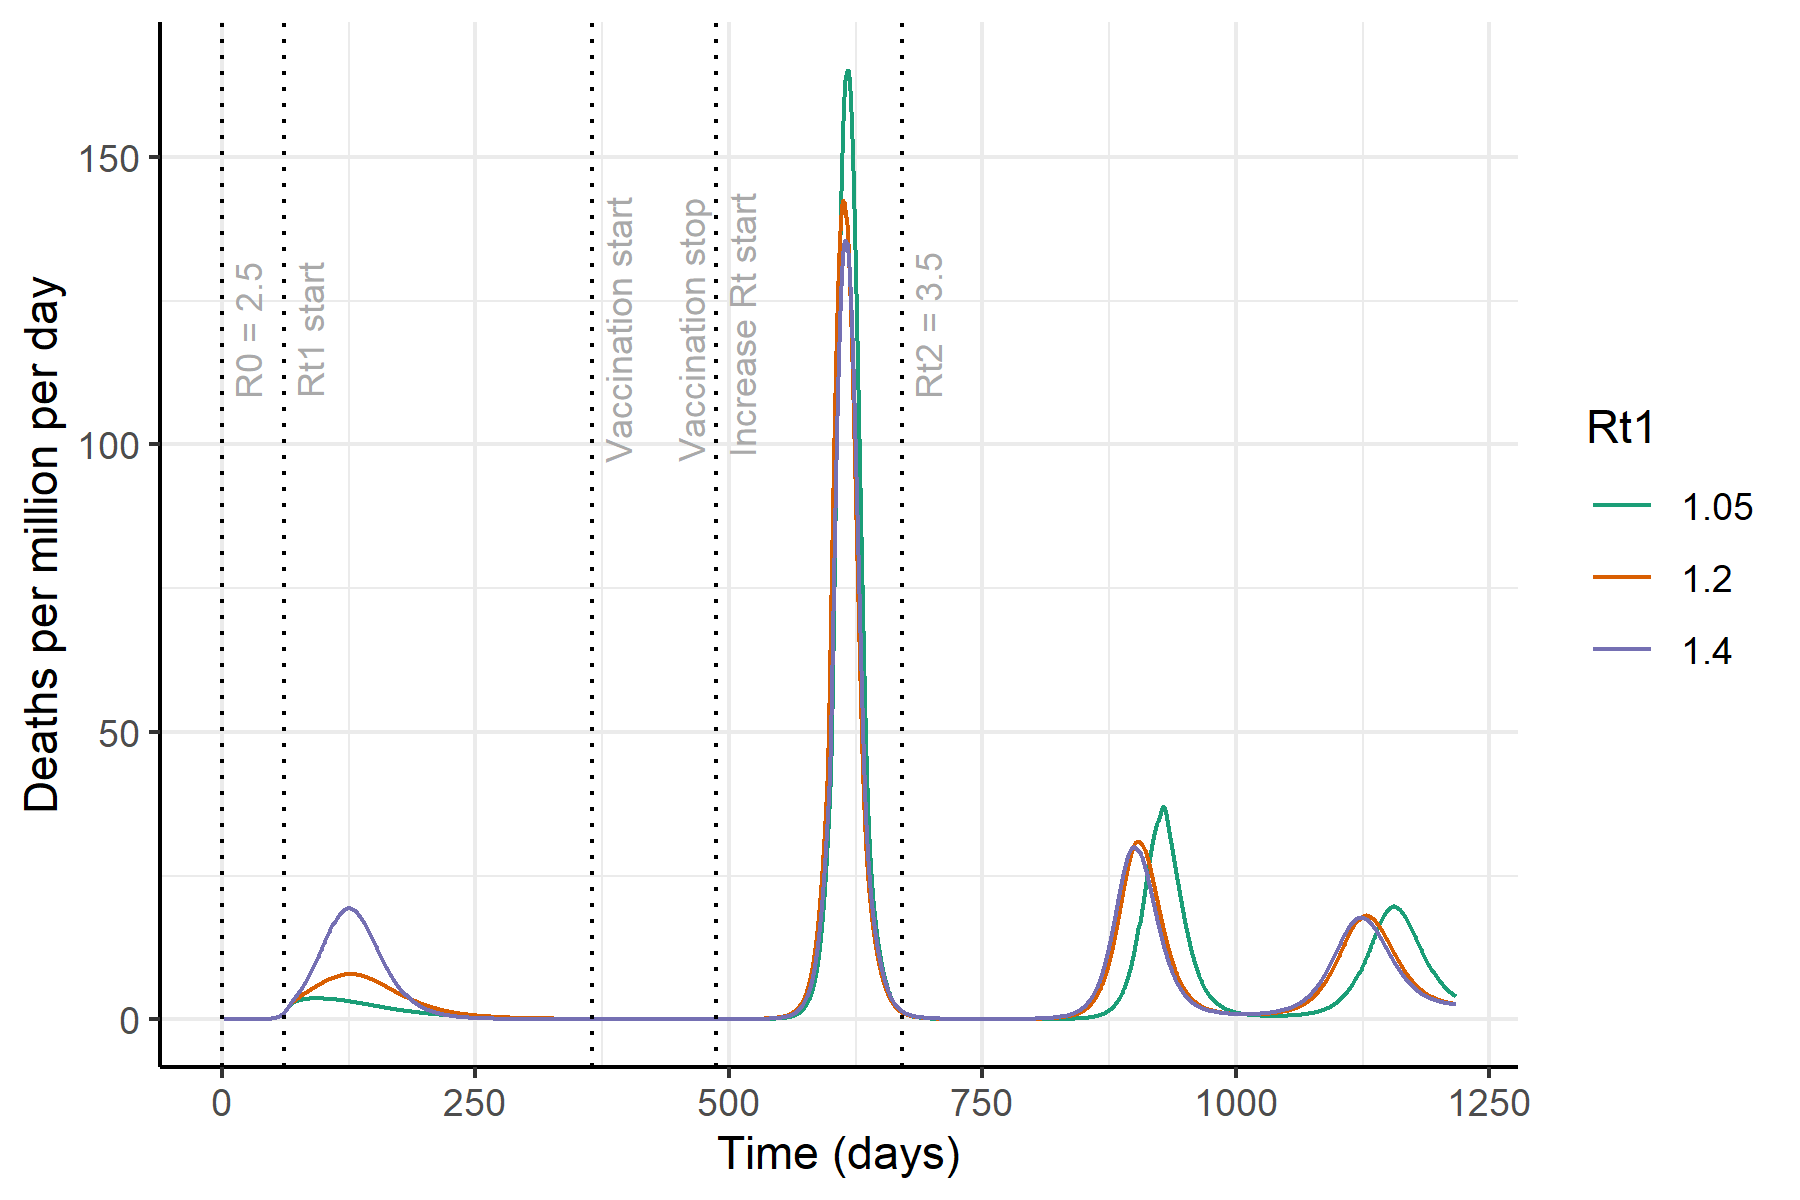 Deaths per million per day
150
100
50
0
R0 = 2.5
Rt1 start
Vaccination start
Vaccination stop
Increase Rt start
Rt2 = 3.5
0
250
500
750
1000
1250
Time (days)
Rt1
1.05
1.2
1.4